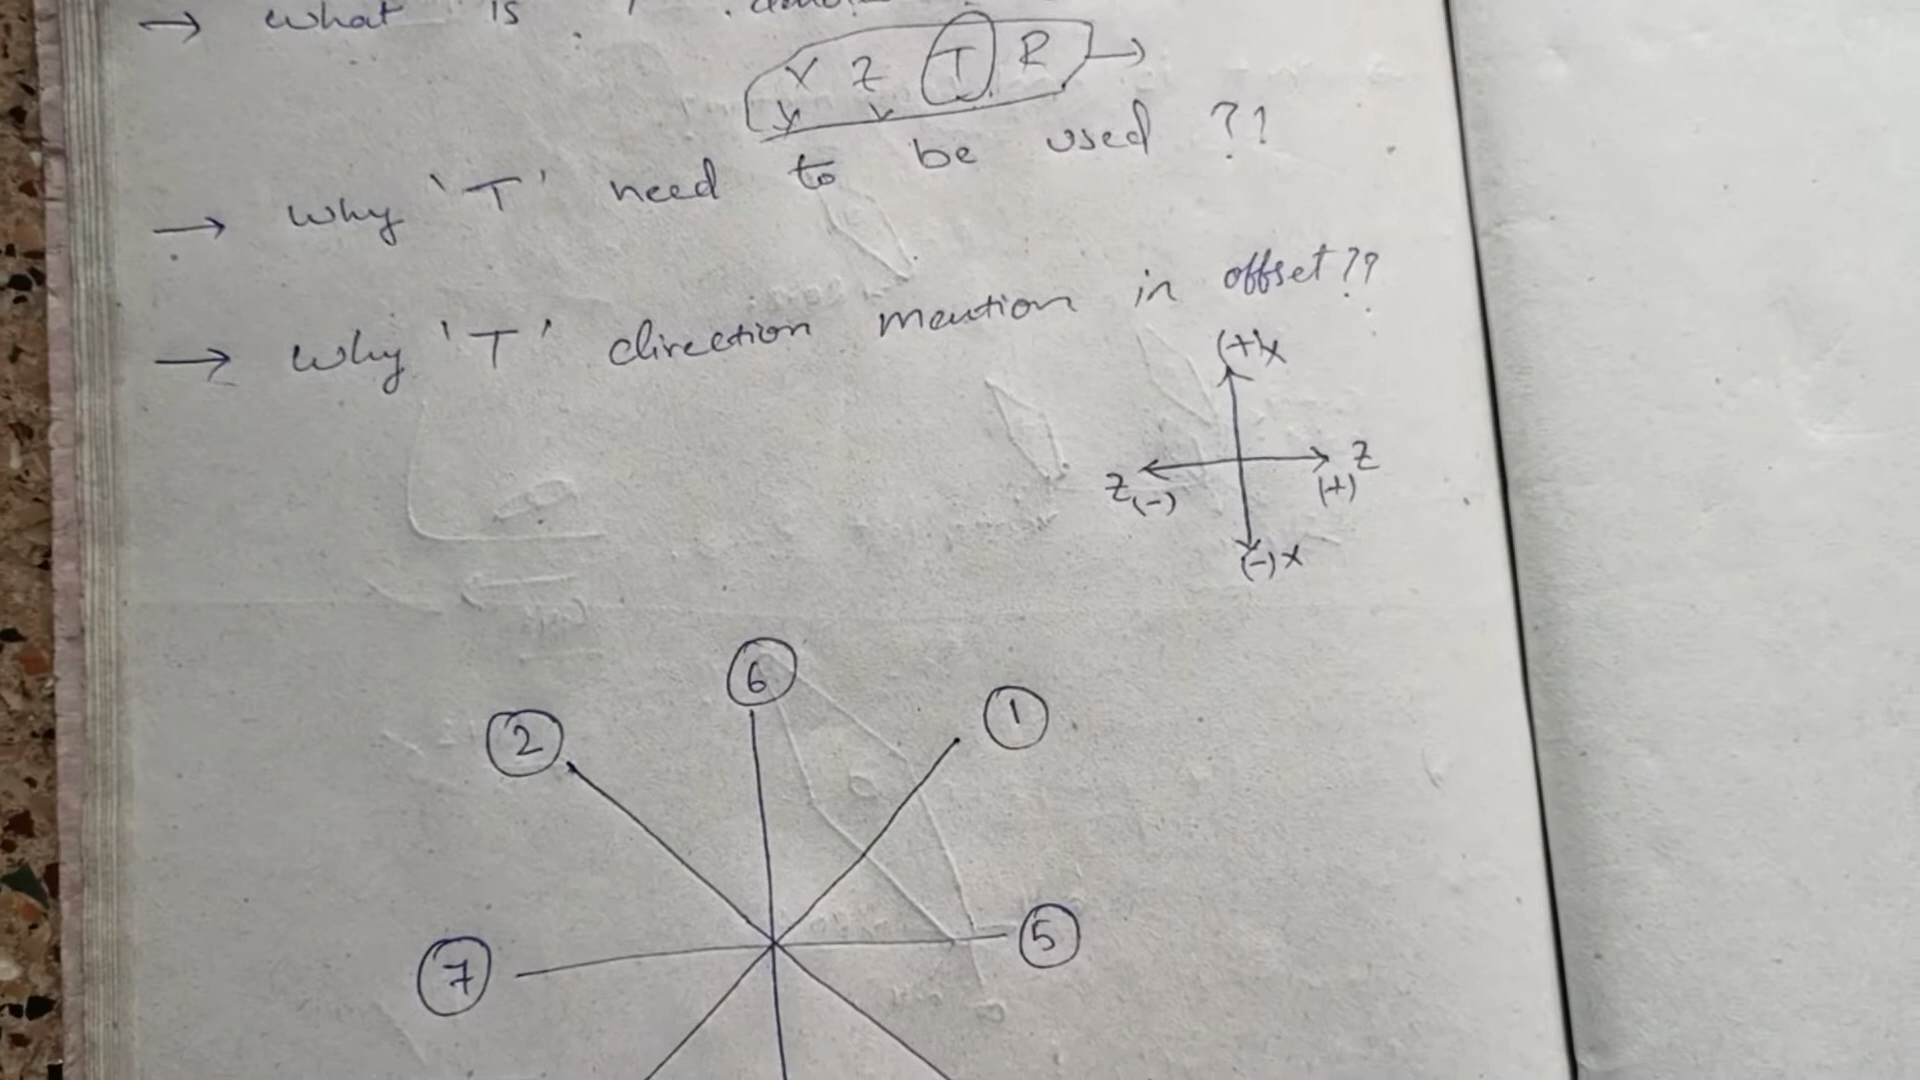 → what is
X Z T R →
→ why 'T' need to be used ??
→ why 'T' direction mention in offset??
(+)x
Z(-) Z(+)
(-)x
6
2 1
7 5